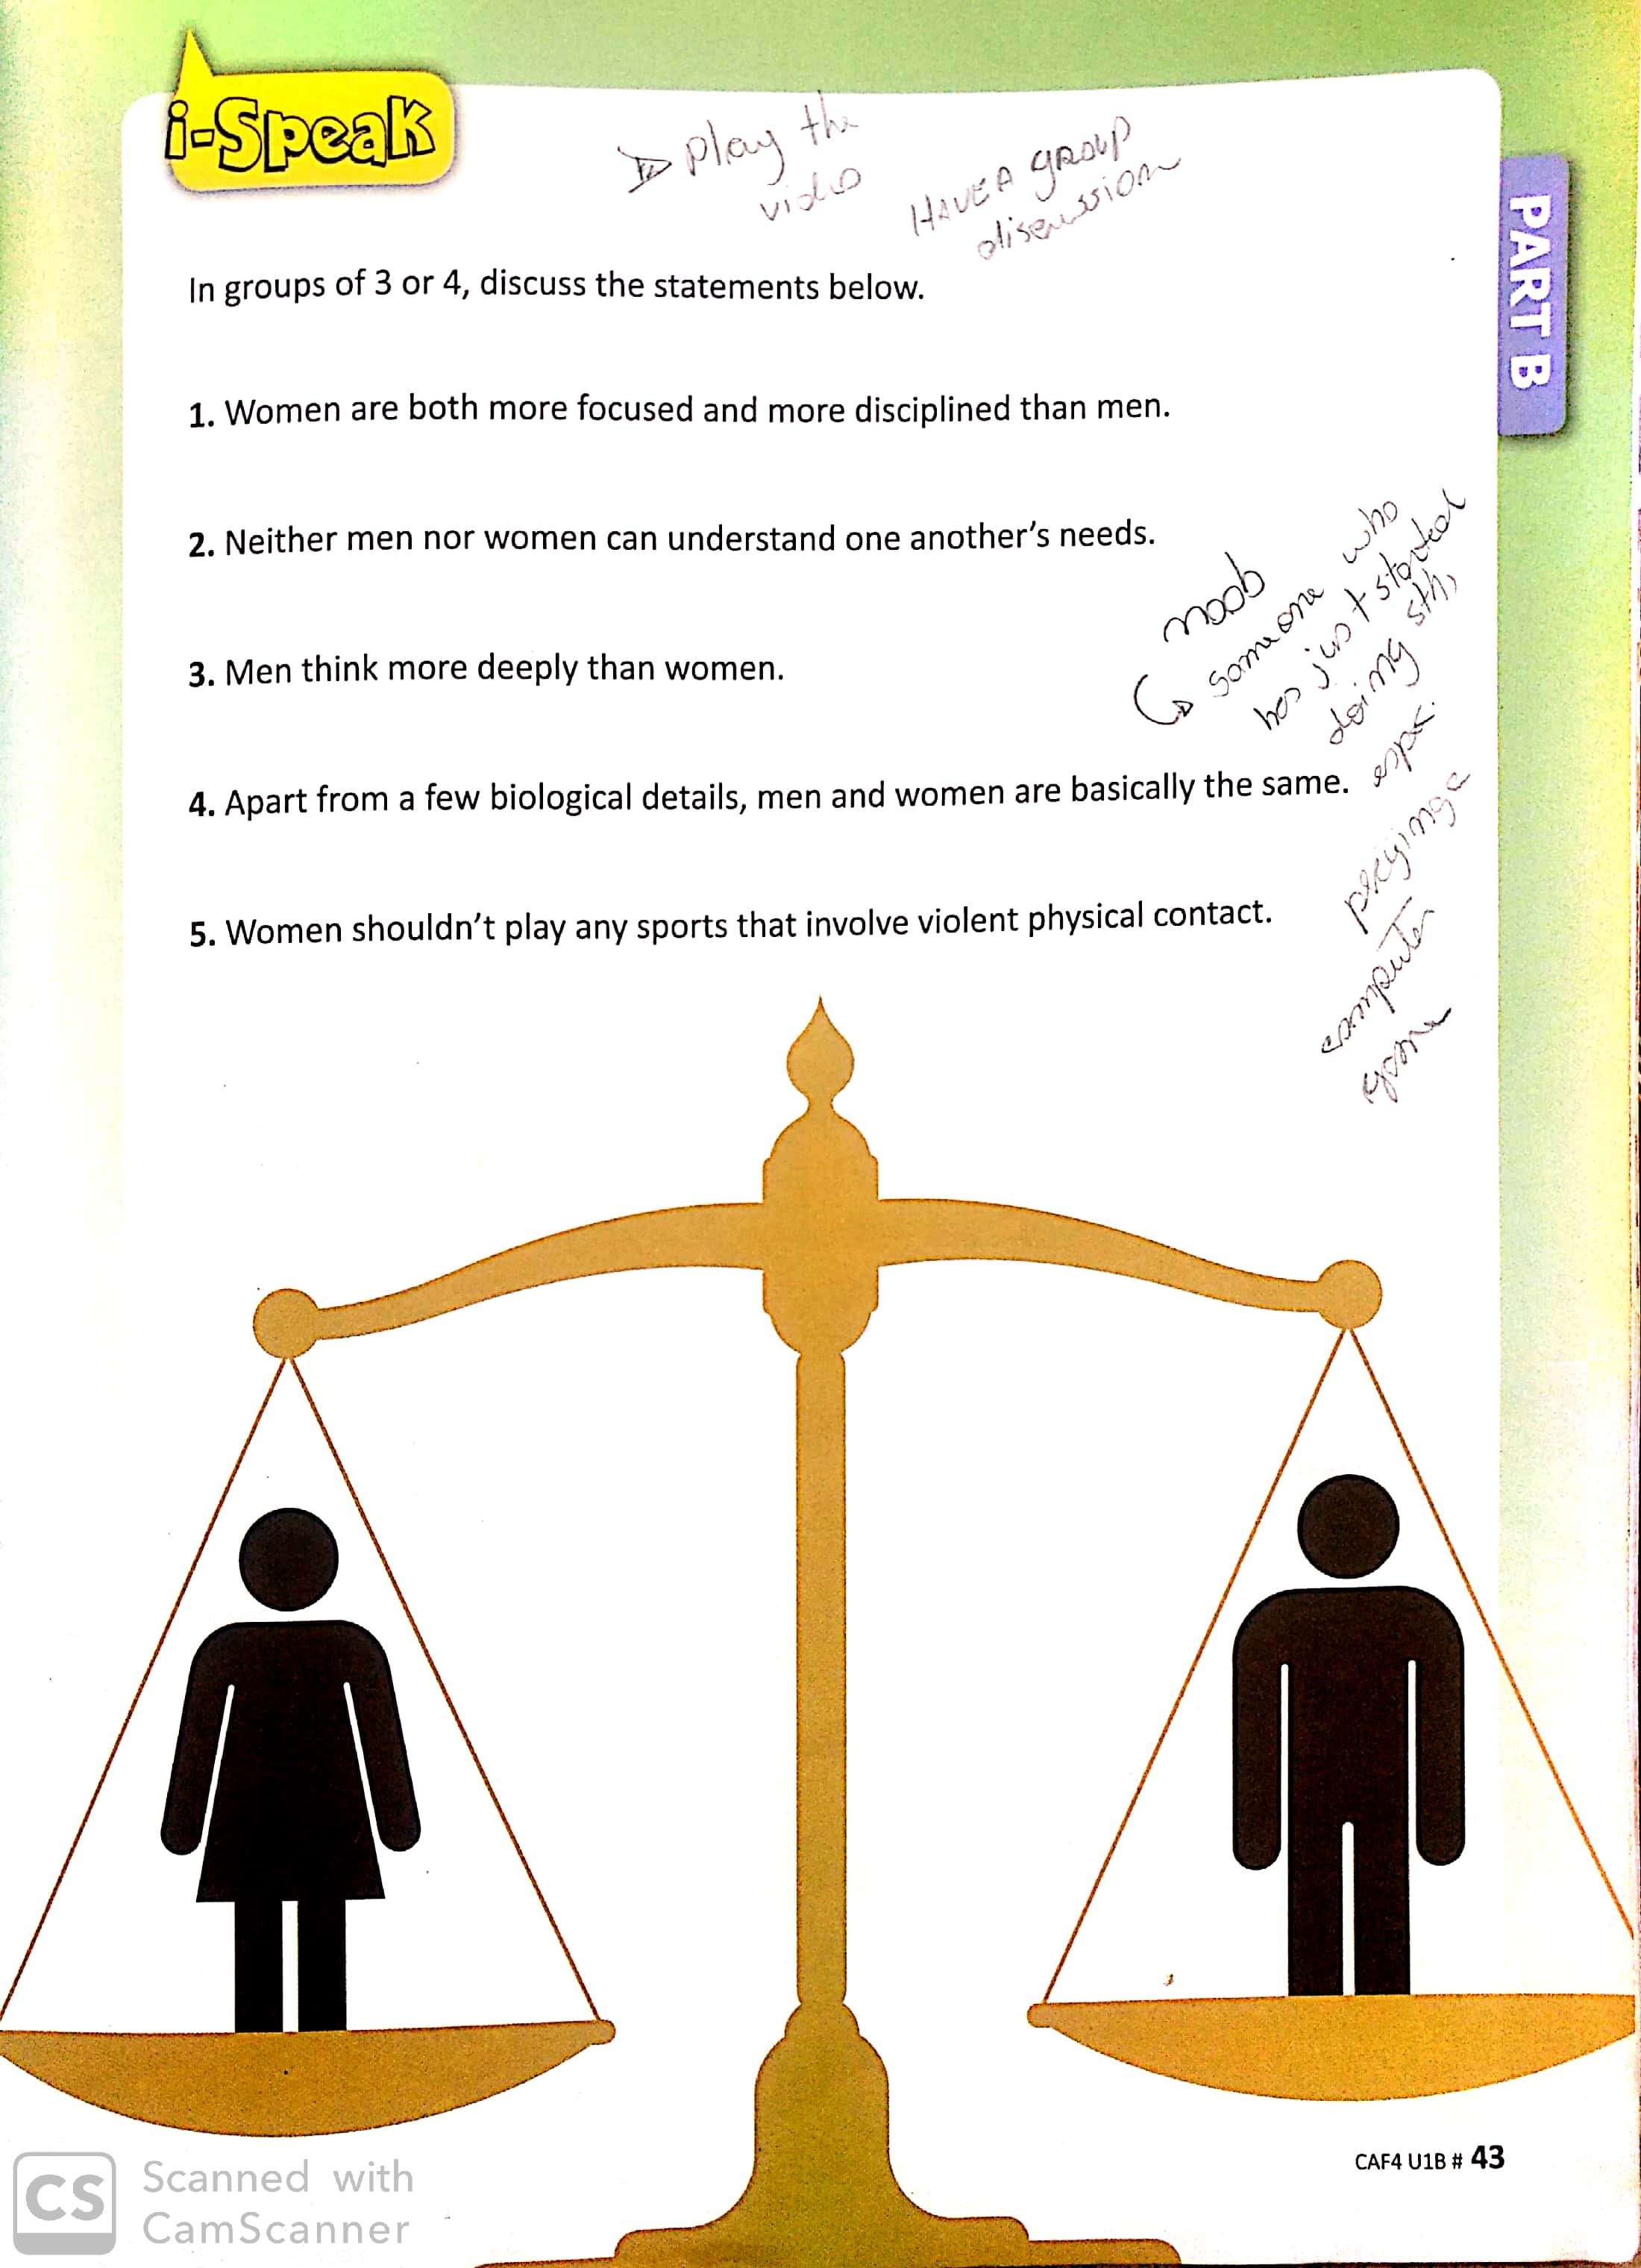 i-Speak
play the
video
HAVE A GROUP
discussion
PART B
In groups of 3 or 4, discuss the statements below.
1. Women are both more focused and more disciplined than men.
2. Neither men nor women can understand one another's needs.
noob
someone who
has just started
doing sth,
3. Men think more deeply than women.
esp.
playing a
computer
game
4. Apart from a few biological details, men and women are basically the same.
5. Women shouldn't play any sports that involve violent physical contact.
CAF4 U1B # 43
CS
Scanned with
CamScanner